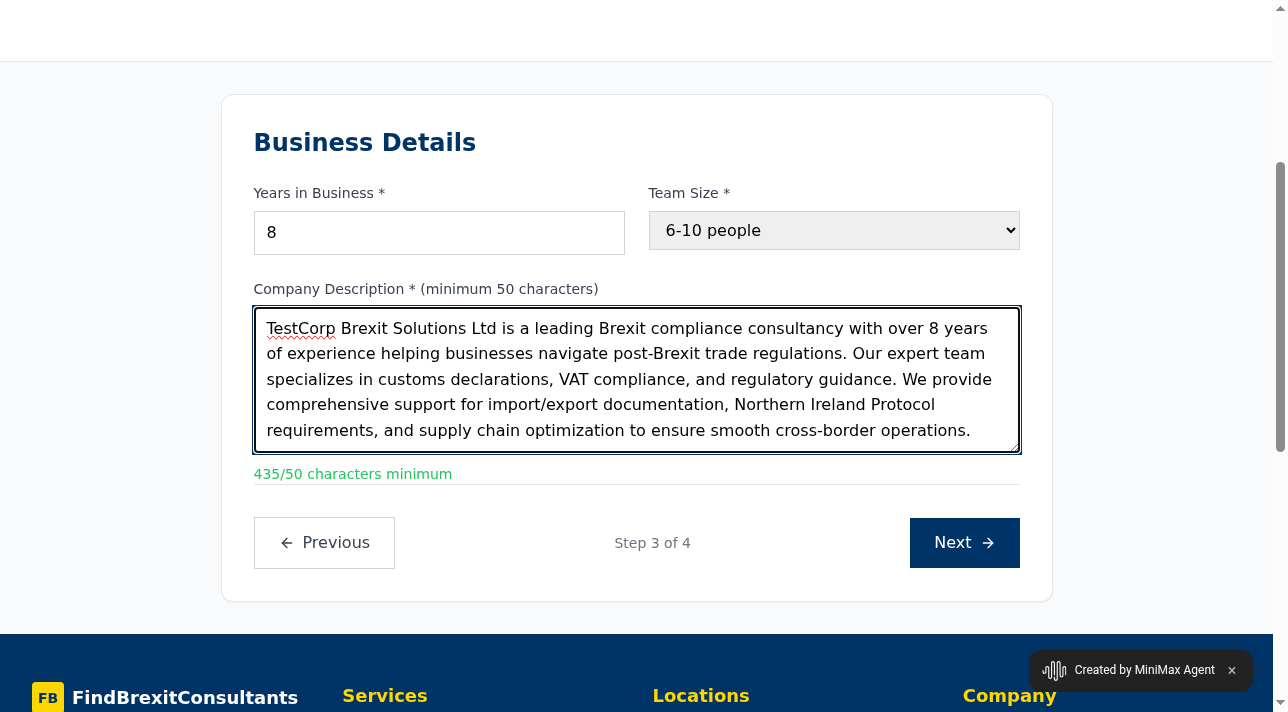 Business Details
Years in Business *
Team Size *
8
6-10 people
Company Description * (minimum 50 characters)
TestCorp Brexit Solutions Ltd is a leading Brexit compliance consultancy with over 8 years
of experience helping businesses navigate post-Brexit trade regulations. Our expert team
specializes in customs declarations, VAT compliance, and regulatory guidance. We provide
comprehensive support for import/export documentation, Northern Ireland Protocol
requirements, and supply chain optimization to ensure smooth cross-border operations.
435/50 characters minimum
Previous
Step 3 of 4
Next
Created by MiniMax Agent
FB
FindBrexitConsultants
Services
Locations
Company